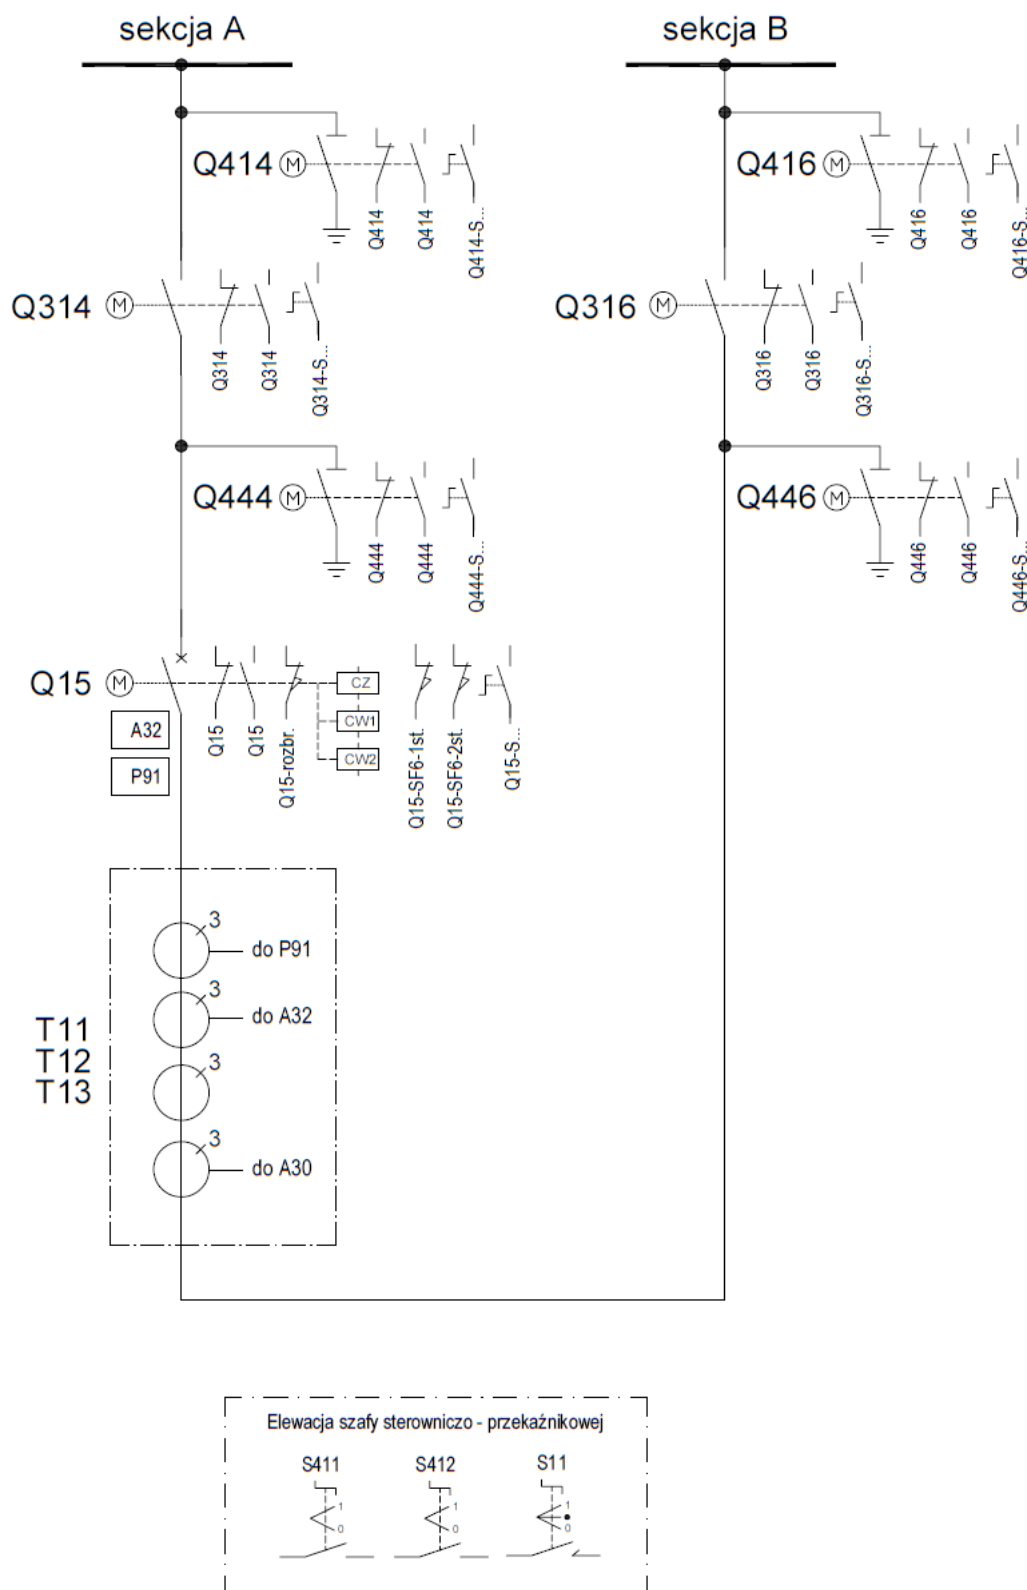 sekcja A
sekcja B
Q414
M
Q414
Q414
Q414-S...
Q416
M
Q416
Q416
Q416-S...
Q314
M
Q314
Q314
Q314-S...
Q316
M
Q316
Q316
Q316-S...
Q444
M
Q444
Q444
Q444-S...
Q446
M
Q446
Q446
Q446-S...
Q15
M
A32
P91
Q15
Q15
Q15-rozbr.
CZ
CW1
CW2
Q15-SF6-1st.
Q15-SF6-2st.
Q15-S...
3
do P91
3
do A32
T11
T12
T13
3
3
do A30
Elewacja szafy sterowniczo - przekaźnikowej
S411
S412
S11
1
0
1
0
1
0